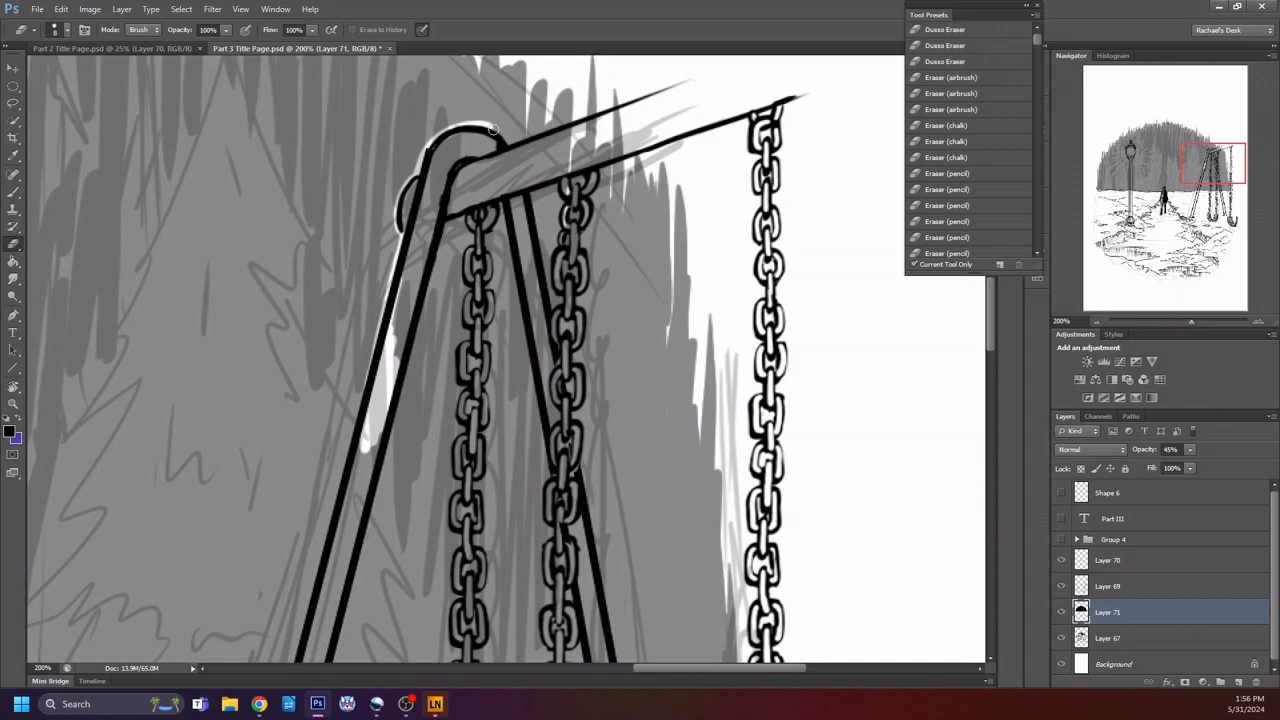 Ps File Edit Image Layer Type Select Filter 3D View Window Help
8 Mode: Brush Opacity: 100% Flow: 100% Erase to History Rachael's Desk
Part 2 Title Page.psd @ 25% (Layer 70, RGB/8) × Part 3 Title Page.psd @ 200% (Layer 71, RGB/8) * ×
Tool Presets
Dusso Eraser
Dusso Eraser
Dusso Eraser
Eraser (airbrush)
Eraser (airbrush)
Eraser (airbrush)
Eraser (chalk)
Eraser (chalk)
Eraser (chalk)
Eraser (pencil)
Eraser (pencil)
Eraser (pencil)
Eraser (pencil)
Eraser (pencil)
Eraser (pencil)
Current Tool Only
Navigator Histogram
200%
Adjustments Styles
Add an adjustment
Layers Channels Paths
Kind
Normal Opacity: 45%
Lock: Fill: 100%
Shape 6
T Part III
Group 4
Layer 70
Layer 69
Layer 71
Layer 67
Background
fx
200% Doc: 13.9M/65.0M
Mini Bridge Timeline
Search Ps LN
1:56 PM
5/31/2024